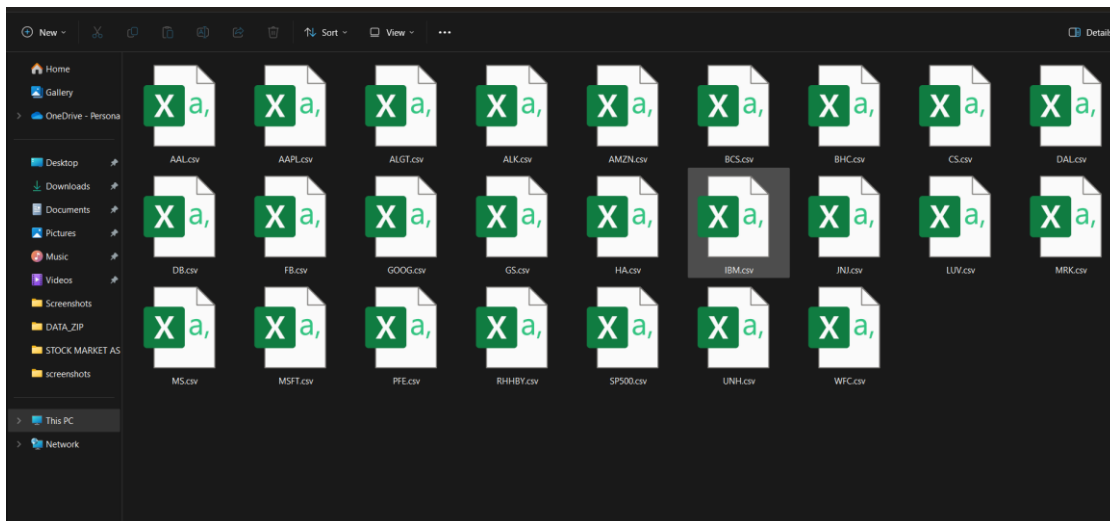 New
Sort
View
Details
Home
Gallery
OneDrive - Persona
Desktop
Downloads
Documents
Pictures
Music
Videos
Screenshots
DATA_ZIP
STOCK MARKET AS
screenshots
This PC
Network
X a, X a, X a, X a, X a, X a, X a, X a, X a,
AAL.csv AAPL.csv ALGT.csv ALK.csv AMZN.csv BCS.csv BHC.csv CS.csv DAL.csv
X a, X a, X a, X a, X a, X a, X a, X a, X a,
DB.csv FB.csv GOOG.csv GS.csv HA.csv IBM.csv JNJ.csv LUV.csv MRK.csv
X a, X a, X a, X a, X a, X a, X a,
MS.csv MSFT.csv PFE.csv RHHBY.csv SP500.csv UNH.csv WFC.csv